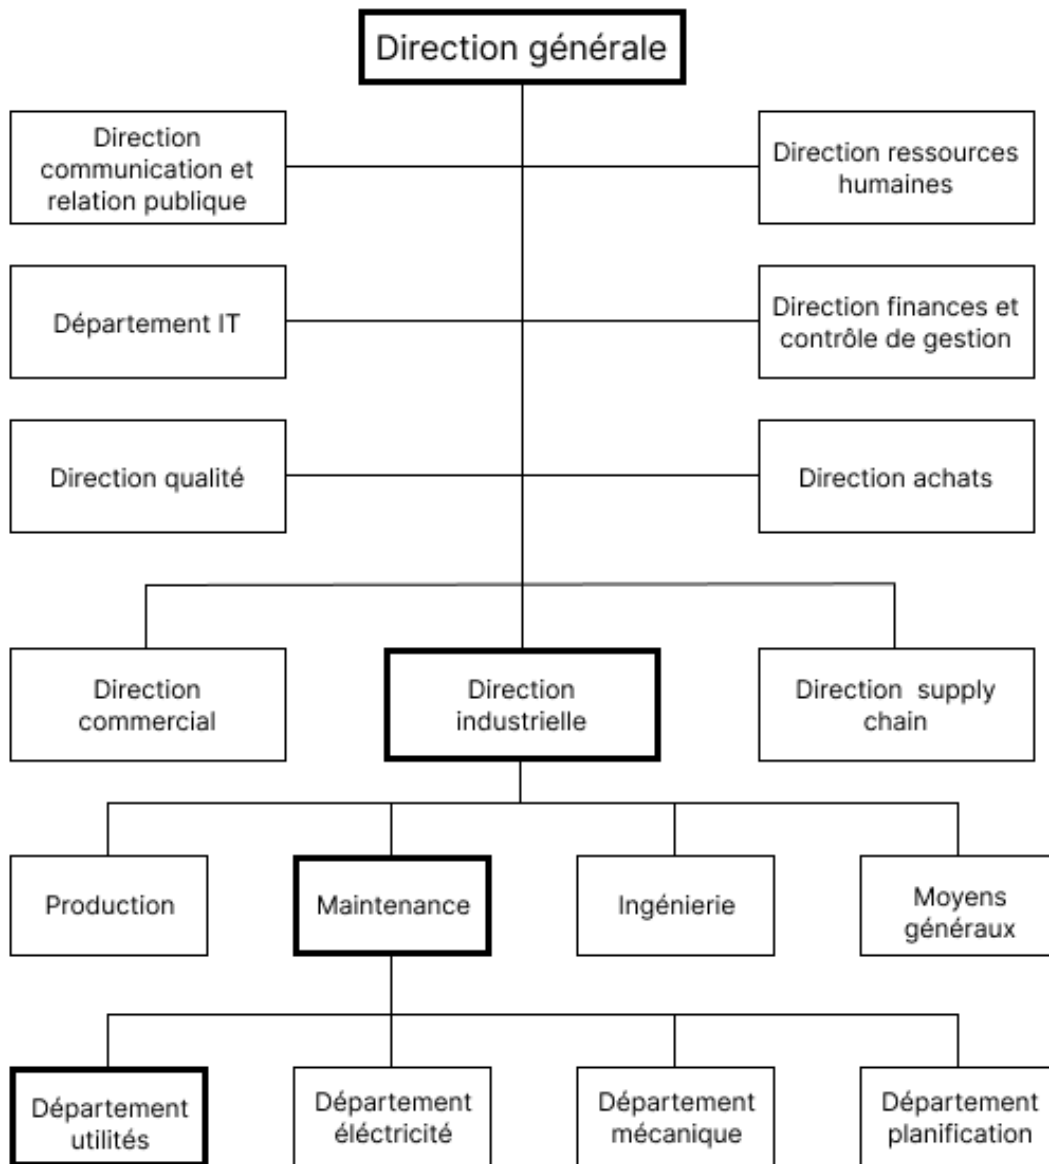 Direction générale
Direction
communication et
relation publique
Direction ressources
humaines
Département IT
Direction finances et
contrôle de gestion
Direction qualité
Direction achats
Direction
commercial
Direction
industrielle
Direction supply
chain
Production
Maintenance
Ingénierie
Moyens
généraux
Département
utilités
Département
éléctricité
Département
mécanique
Département
planification